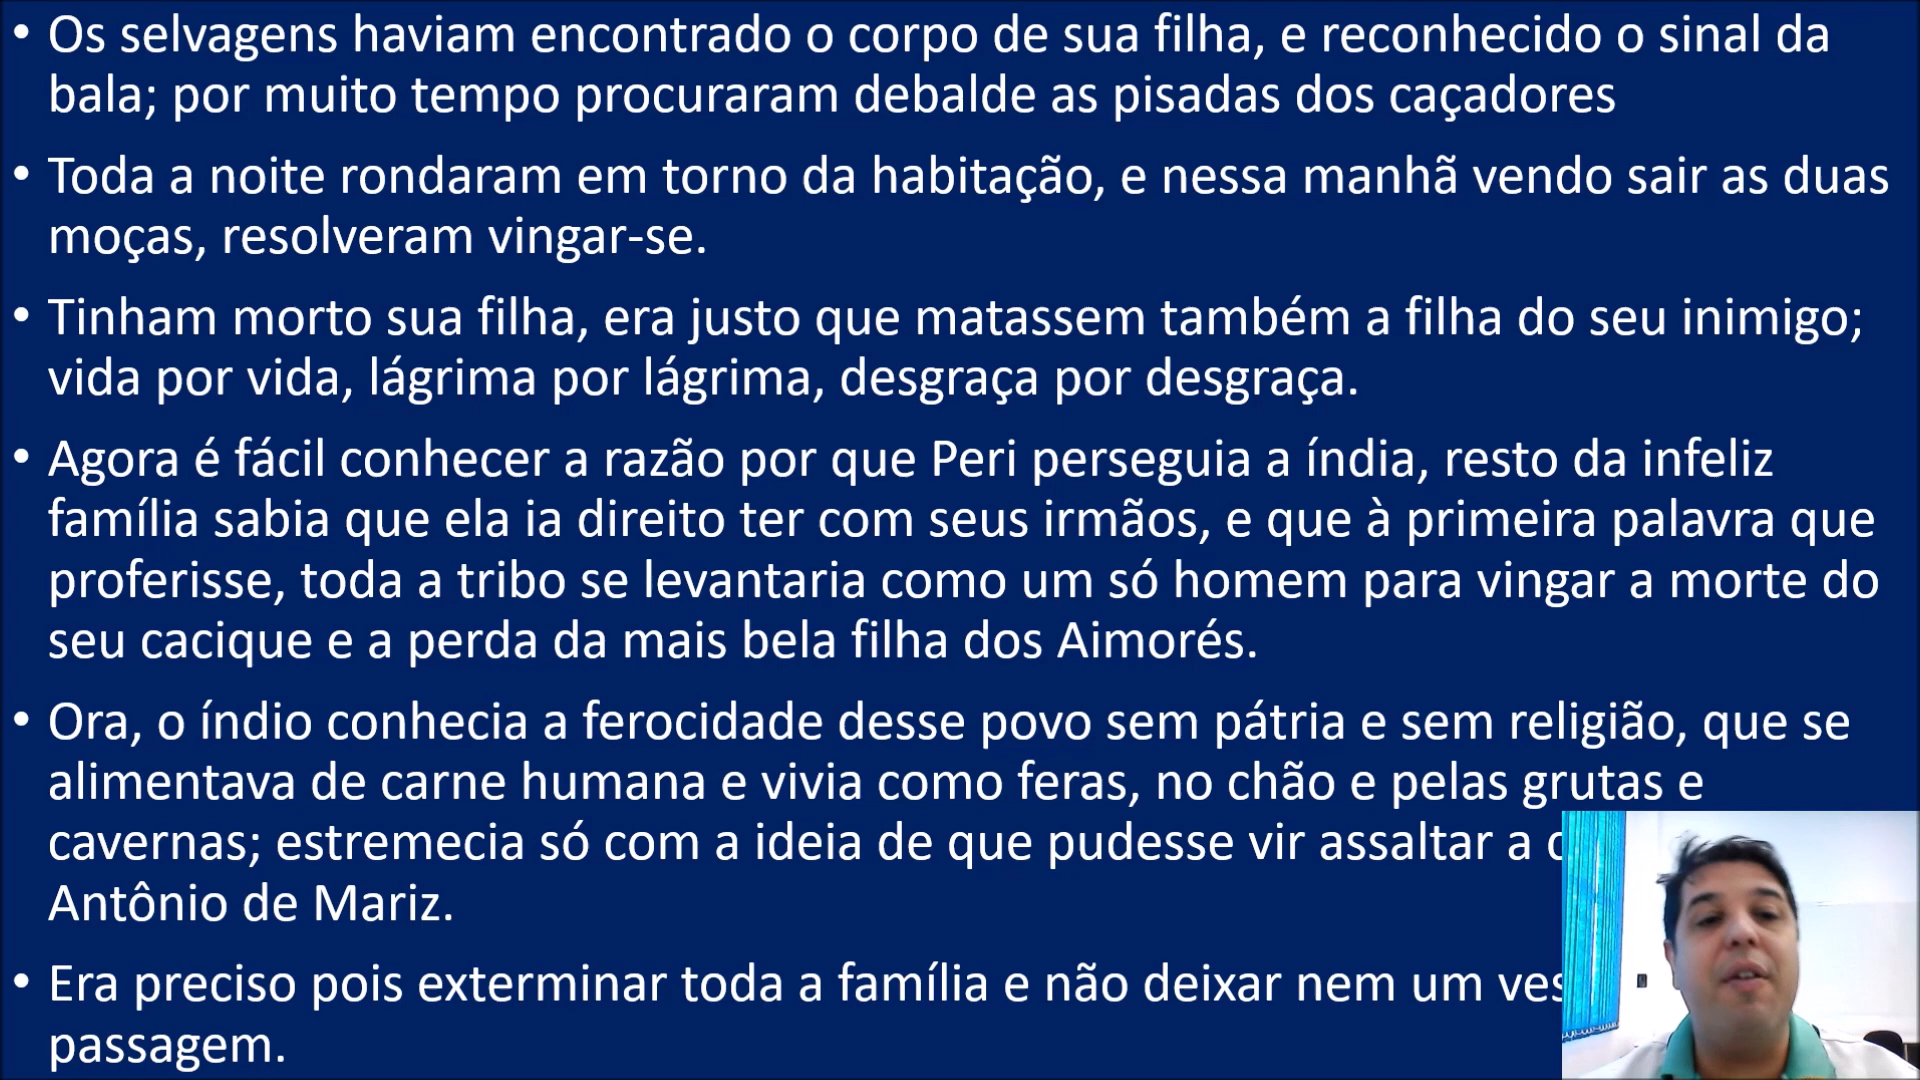 • Os selvagens haviam encontrado o corpo de sua filha, e reconhecido o sinal da
bala; por muito tempo procuraram debalde as pisadas dos caçadores
• Toda a noite rondaram em torno da habitação, e nessa manhã vendo sair as duas
moças, resolveram vingar-se.
• Tinham morto sua filha, era justo que matassem também a filha do seu inimigo;
vida por vida, lágrima por lágrima, desgraça por desgraça.
• Agora é fácil conhecer a razão por que Peri perseguia a índia, resto da infeliz
família sabia que ela ia direito ter com seus irmãos, e que à primeira palavra que
proferisse, toda a tribo se levantaria como um só homem para vingar a morte do
seu cacique e a perda da mais bela filha dos Aimorés.
• Ora, o índio conhecia a ferocidade desse povo sem pátria e sem religião, que se
alimentava de carne humana e vivia como feras, no chão e pelas grutas e
cavernas; estremecia só com a ideia de que pudesse vir assaltar a
Antônio de Mariz.
• Era preciso pois exterminar toda a família e não deixar nem um
passagem.